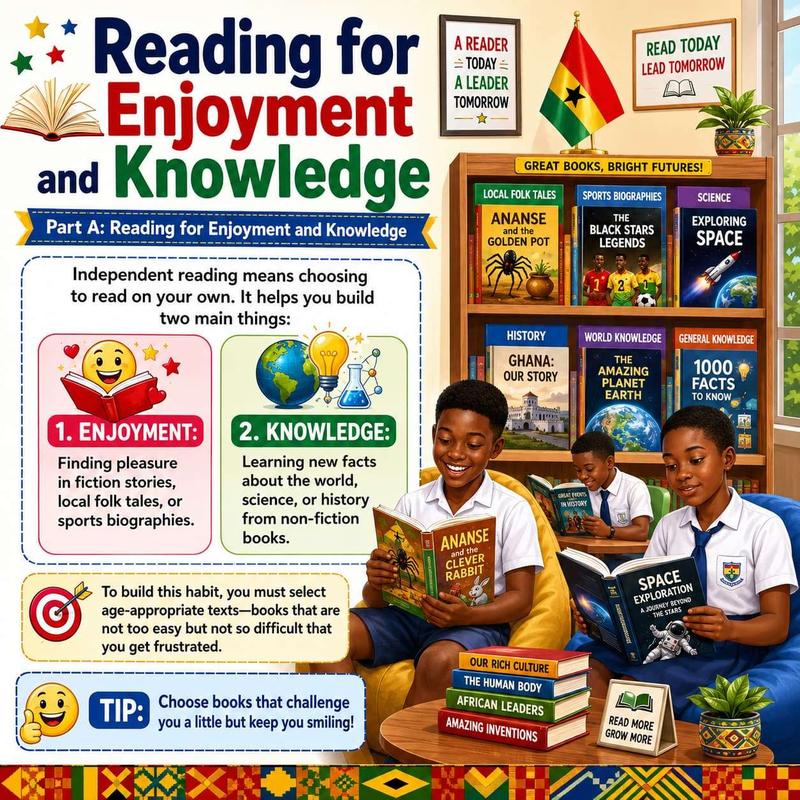 Reading for
Enjoyment
and Knowledge
Part A: Reading for Enjoyment and Knowledge
Independent reading means choosing
to read on your own. It helps you build
two main things:
1. ENJOYMENT:
Finding pleasure
in fiction stories,
local folk tales, or
sports biographies.
2. KNOWLEDGE:
Learning new facts
about the world,
science, or history
from non-fiction
books.
To build this habit, you must select
age-appropriate texts—books that are
not too easy but not so difficult that
you get frustrated.
TIP:
Choose books that challenge
you a little but keep you smiling!
A READER
TODAY
A LEADER
TOMORROW
READ TODAY
LEAD TOMORROW
GREAT BOOKS, BRIGHT FUTURES!
LOCAL FOLK TALES
ANANSE
and the
GOLDEN POT
SPORTS BIOGRAPHIES
THE
BLACK STARS
LEGENDS
1
2
SCIENCE
EXPLORING
SPACE
HISTORY
GHANA:
OUR STORY
WORLD KNOWLEDGE
THE
AMAZING
PLANET
EARTH
GENERAL KNOWLEDGE
1000
FACTS
TO KNOW
ANANSE
and the
CLEVER
RABBIT
GREAT EVENTS
IN HISTORY
SPACE
EXPLORATION
A JOURNEY BEYOND
THE STARS
OUR RICH CULTURE
THE HUMAN BODY
AFRICAN LEADERS
AMAZING INVENTIONS
READ MORE
GROW MORE